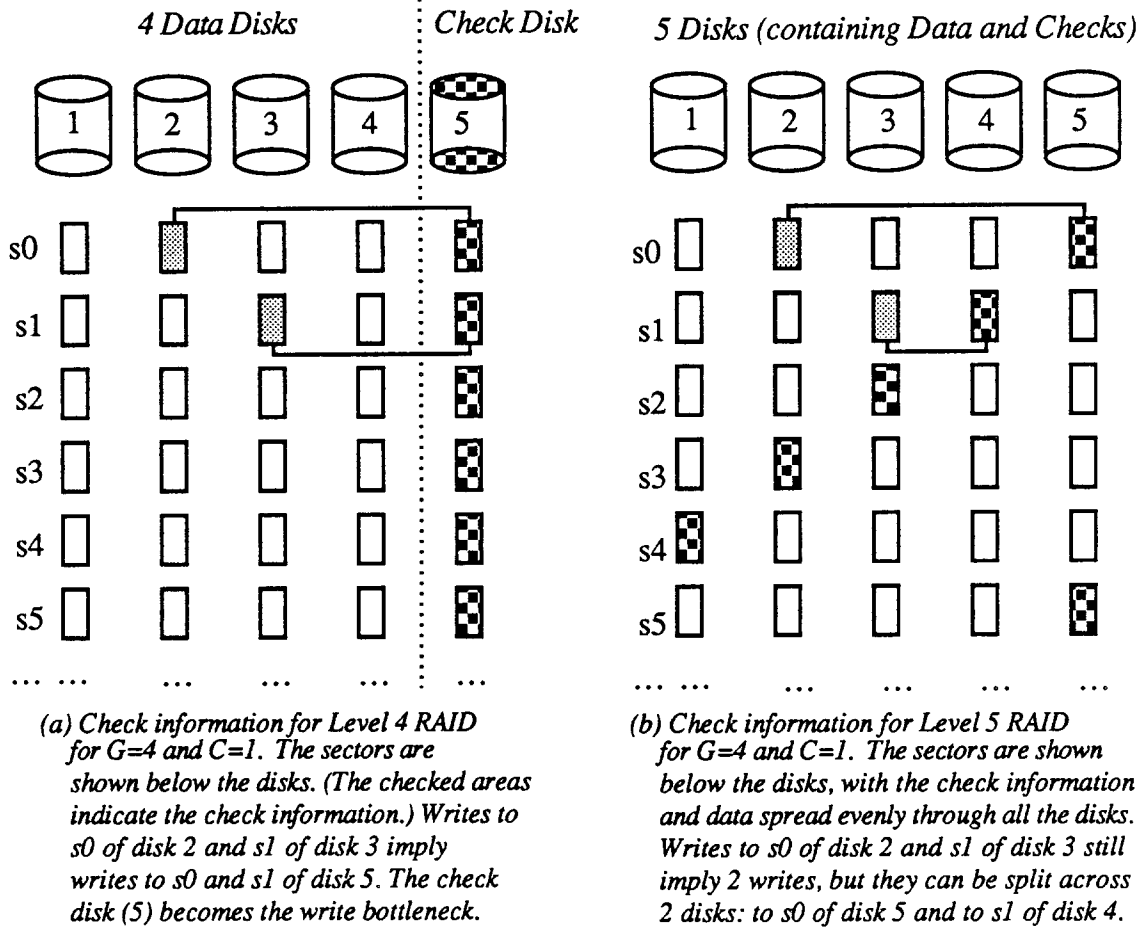 4 Data Disks
Check Disk
1 2 3 4 5
s0
s1
s2
s3
s4
s5
... ... ... ... ... ...
(a) Check information for Level 4 RAID
for G=4 and C=1. The sectors are
shown below the disks. (The checked areas
indicate the check information.) Writes to
s0 of disk 2 and s1 of disk 3 imply
writes to s0 and s1 of disk 5. The check
disk (5) becomes the write bottleneck.
5 Disks (containing Data and Checks)
1 2 3 4 5
s0
s1
s2
s3
s4
s5
... ... ... ... ... ...
(b) Check information for Level 5 RAID
for G=4 and C=1. The sectors are shown
below the disks, with the check information
and data spread evenly through all the disks.
Writes to s0 of disk 2 and s1 of disk 3 still
imply 2 writes, but they can be split across
2 disks: to s0 of disk 5 and to s1 of disk 4.